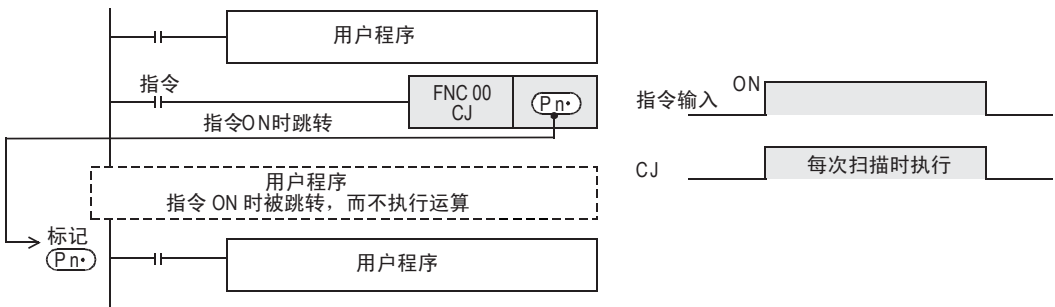 用户程序
指令
FNC 00
CJ
Pn·
指令ON时跳转
用户程序
指令 ON 时被跳转，而不执行运算
标记
Pn·
用户程序
指令输入
ON
CJ
每次扫描时执行